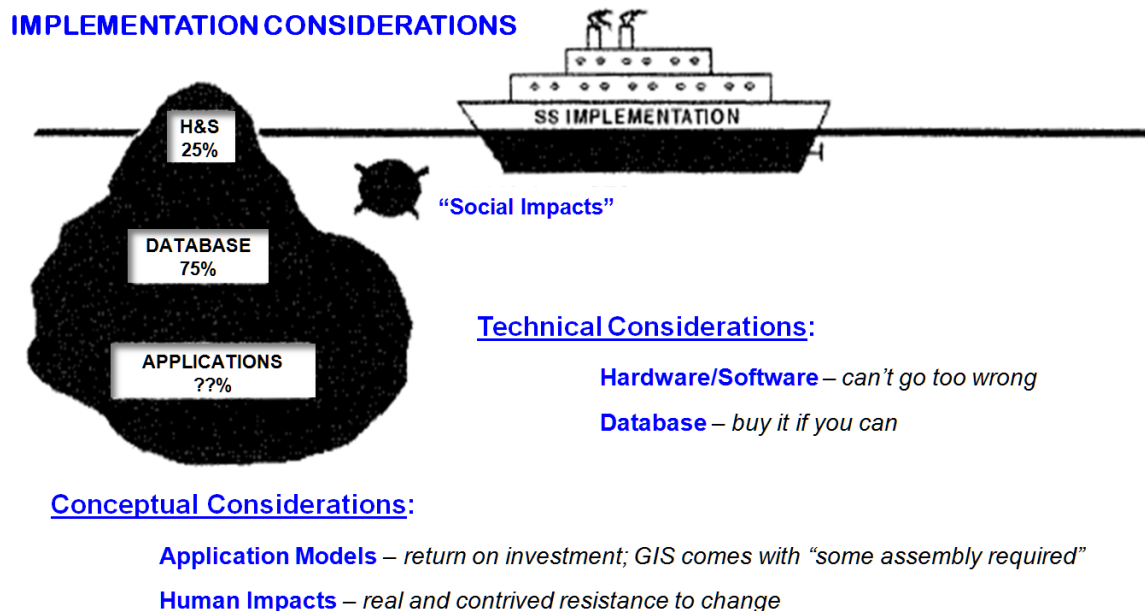 IMPLEMENTATION CONSIDERATIONS
SS IMPLEMENTATION
H&S
25%
“Social Impacts”
DATABASE
75%
Technical Considerations:
APPLICATIONS
??%
Hardware/Software – can’t go too wrong
Database – buy it if you can
Conceptual Considerations:
Application Models – return on investment; GIS comes with “some assembly required”
Human Impacts – real and contrived resistance to change